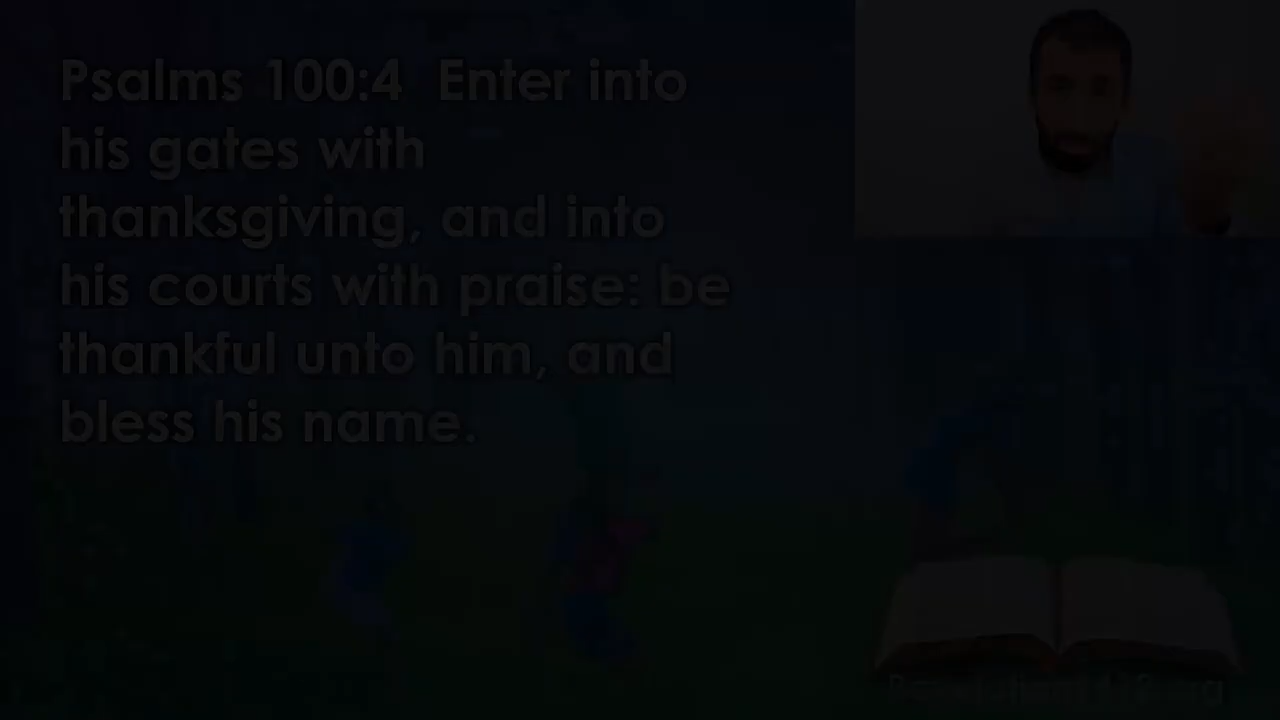 Psalms 100:4  Enter into
his gates with
thanksgiving, and into
his courts with praise: be
thankful unto him, and
bless his name.